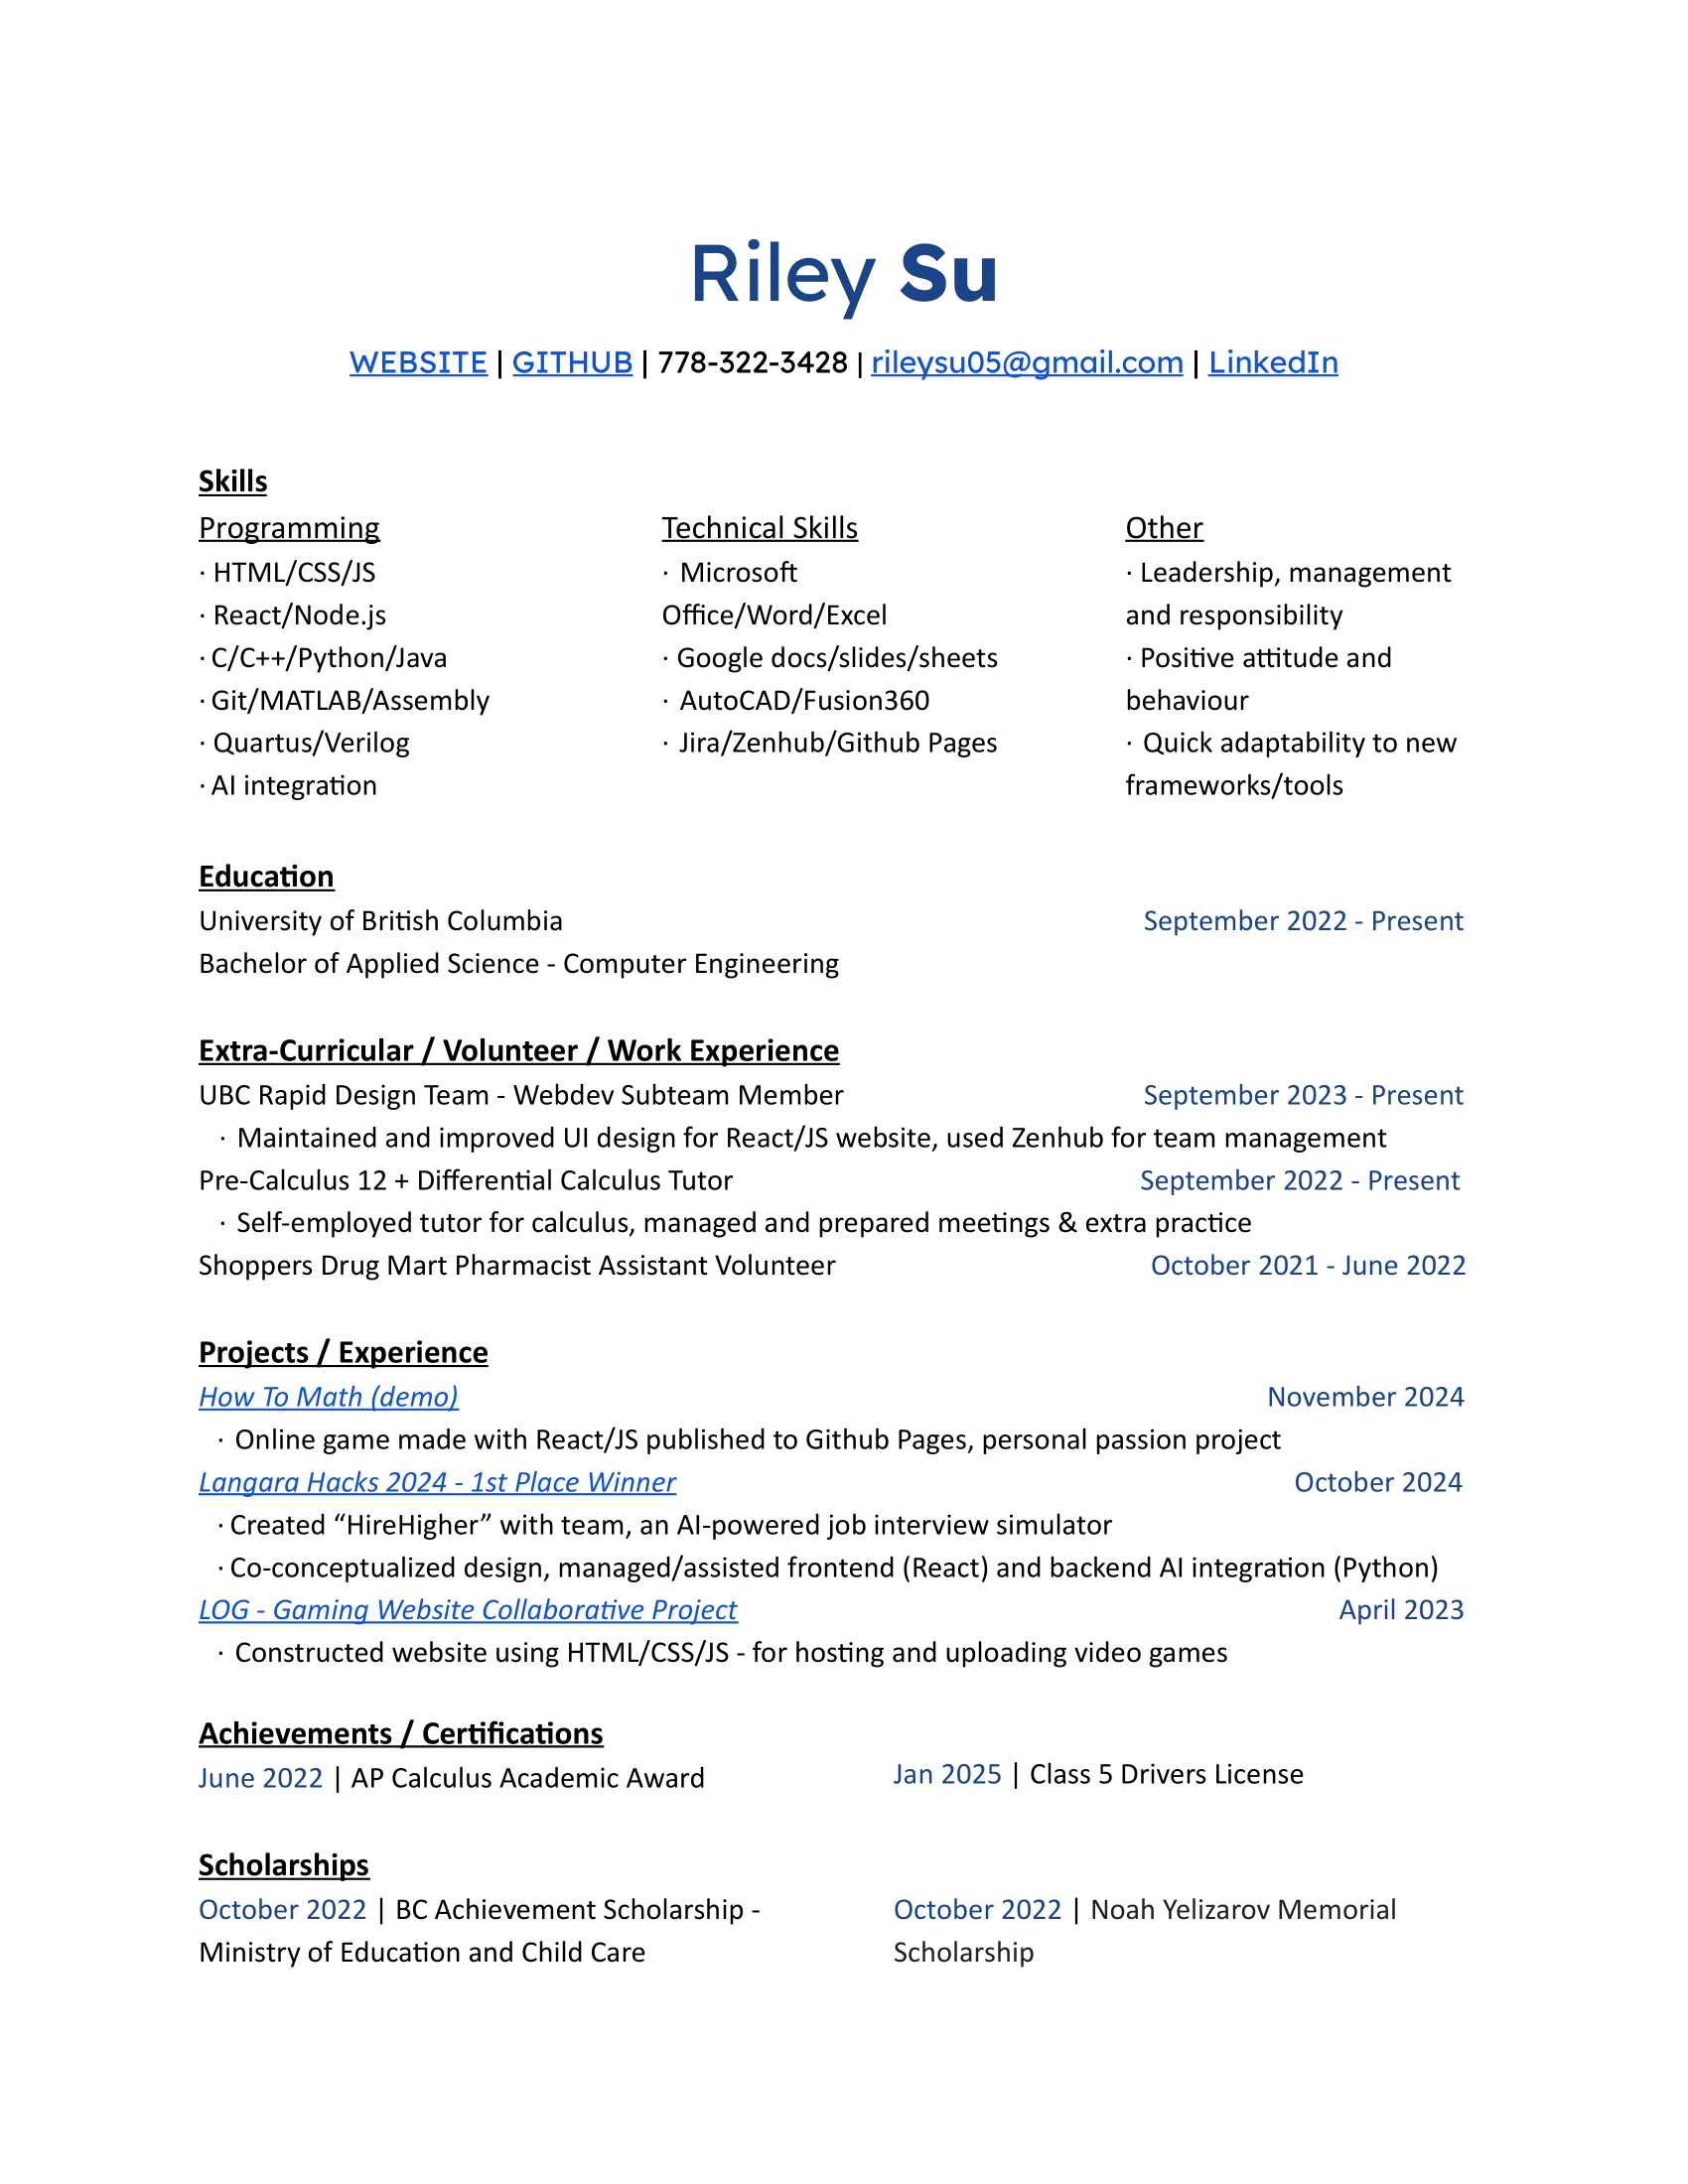 Riley Su
WEBSITE | GITHUB | 778-322-3428 | rileysu05@gmail.com | LinkedIn
Skills
Programming
· HTML/CSS/JS
· React/Node.js
· C/C++/Python/Java
· Git/MATLAB/Assembly
· Quartus/Verilog
· AI integration
Technical Skills
· Microsoft
Office/Word/Excel
· Google docs/slides/sheets
· AutoCAD/Fusion360
· Jira/Zenhub/Github Pages
Other
· Leadership, management
and responsibility
· Positive attitude and
behaviour
· Quick adaptability to new
frameworks/tools
Education
University of British Columbia September 2022 - Present
Bachelor of Applied Science - Computer Engineering
Extra-Curricular / Volunteer / Work Experience
UBC Rapid Design Team - Webdev Subteam Member September 2023 - Present
· Maintained and improved UI design for React/JS website, used Zenhub for team management
Pre-Calculus 12 + Differential Calculus Tutor September 2022 - Present
· Self-employed tutor for calculus, managed and prepared meetings & extra practice
Shoppers Drug Mart Pharmacist Assistant Volunteer October 2021 - June 2022
Projects / Experience
How To Math (demo) November 2024
· Online game made with React/JS published to Github Pages, personal passion project
Langara Hacks 2024 - 1st Place Winner October 2024
· Created “HireHigher” with team, an AI-powered job interview simulator
· Co-conceptualized design, managed/assisted frontend (React) and backend AI integration (Python)
LOG - Gaming Website Collaborative Project April 2023
· Constructed website using HTML/CSS/JS - for hosting and uploading video games
Achievements / Certifications
June 2022 | AP Calculus Academic Award
Jan 2025 | Class 5 Drivers License
Scholarships
October 2022 | BC Achievement Scholarship -
Ministry of Education and Child Care
October 2022 | Noah Yelizarov Memorial
Scholarship